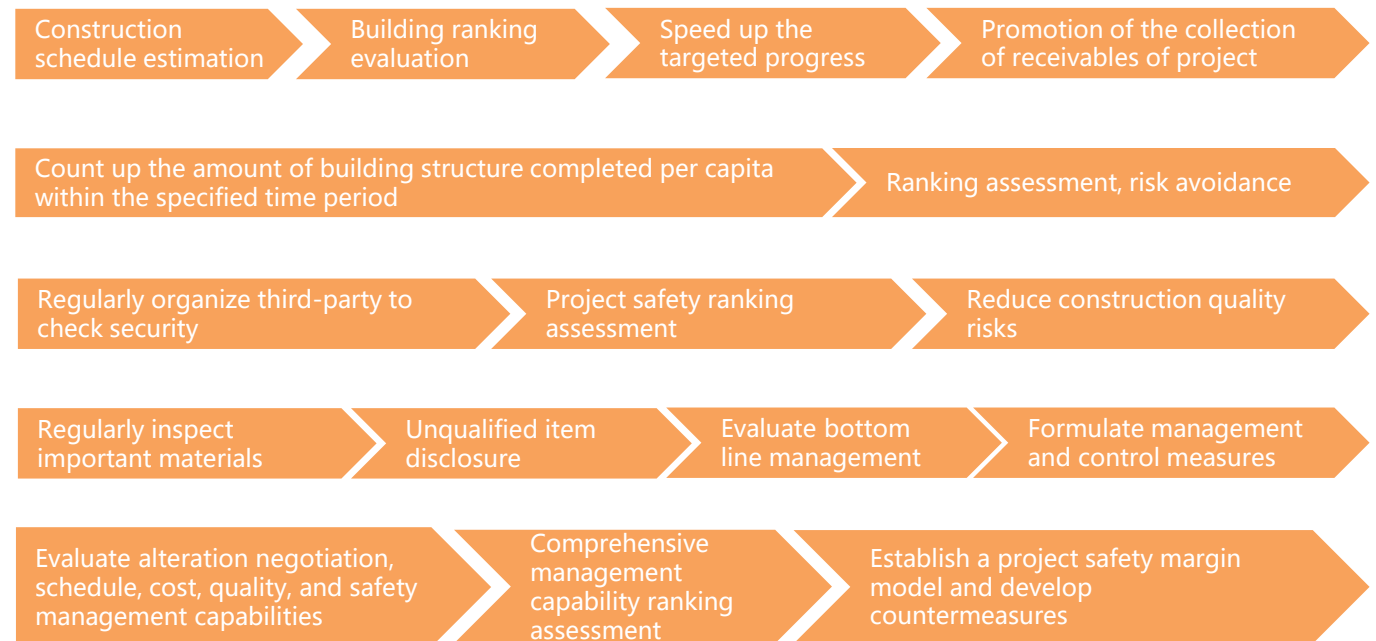 Construction
schedule estimation
Building ranking
evaluation
Speed up the
targeted progress
Promotion of the collection
of receivables of project
Count up the amount of building structure completed per capita
within the specified time period
Ranking assessment, risk avoidance
Regularly organize third-party to
check security
Project safety ranking
assessment
Reduce construction quality
risks
Regularly inspect
important materials
Unqualified item
disclosure
Evaluate bottom
line management
Formulate management
and control measures
Evaluate alteration negotiation,
schedule, cost, quality, and safety
management capabilities
Comprehensive
management
capability ranking
assessment
Establish a project safety margin
model and develop
countermeasures